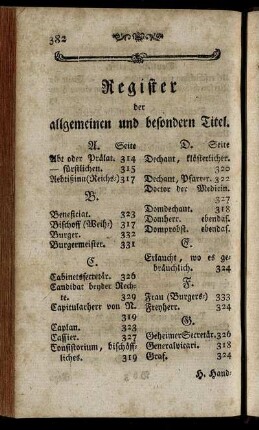 382
Register
der
allgemeinen und besondern Titel.
A. Seite
Abt oder Prälat. 314
— fürstlichen. 315
Aebtißinn (Reichs-) 317
B.
Beneficiat. 323
Bischoff (Weih-) 317
Burger. 332
Burgermeister. 331
C.
Cabinetssecretär. 326
Candidat beyder Rech-
te. 329
Capitularherr von N.
319
Caplan. 323
Cassier. 327
Consistorium, bischöf-
liches. 319
D. Seite
Dechant, klösterlicher.
320
Dechant, Pfarrer. 322
Doctor der Medicin.
327
Domdechant. 318
Domherr. ebendas.
Domprobst. ebendas.
E.
Erlaucht, wo es ge-
bräuchlich. 324
F.
Frau (Burgers-) 333
Freyherr. 324
G.
Geheimer Secretär. 326
Generalvicari. 318
Graf. 324
H. Hand-